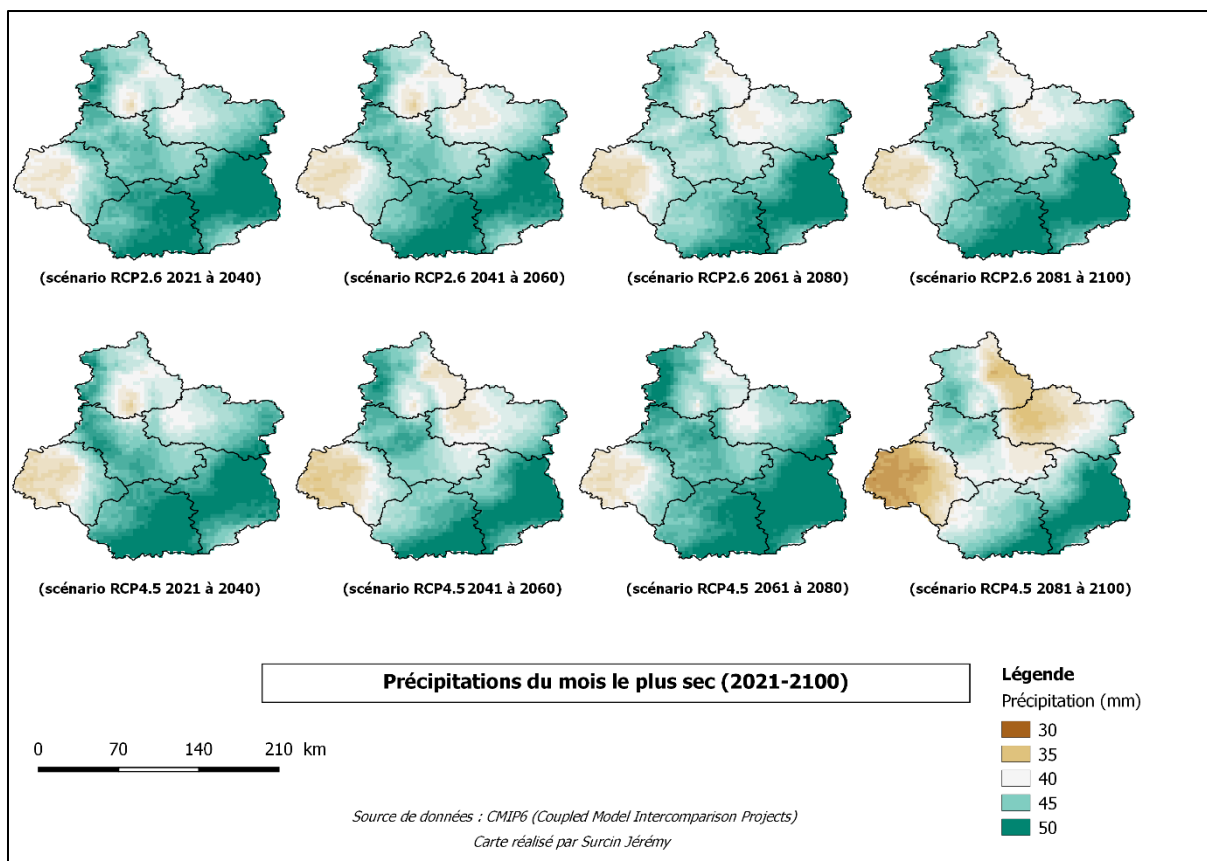 (scénario RCP2.6 2021 à 2040)
(scénario RCP2.6 2041 à 2060)
(scénario RCP2.6 2061 à 2080)
(scénario RCP2.6 2081 à 2100)
(scénario RCP4.5 2021 à 2040)
(scénario RCP4.5 2041 à 2060)
(scénario RCP4.5 2061 à 2080)
(scénario RCP4.5 2081 à 2100)
Précipitations du mois le plus sec (2021-2100)
Légende
Précipitation (mm)
30
35
40
45
50
0 70 140 210 km
Source de données : CMIP6 (Coupled Model Intercomparison Projects)
Carte réalisé par Surcin Jérémy